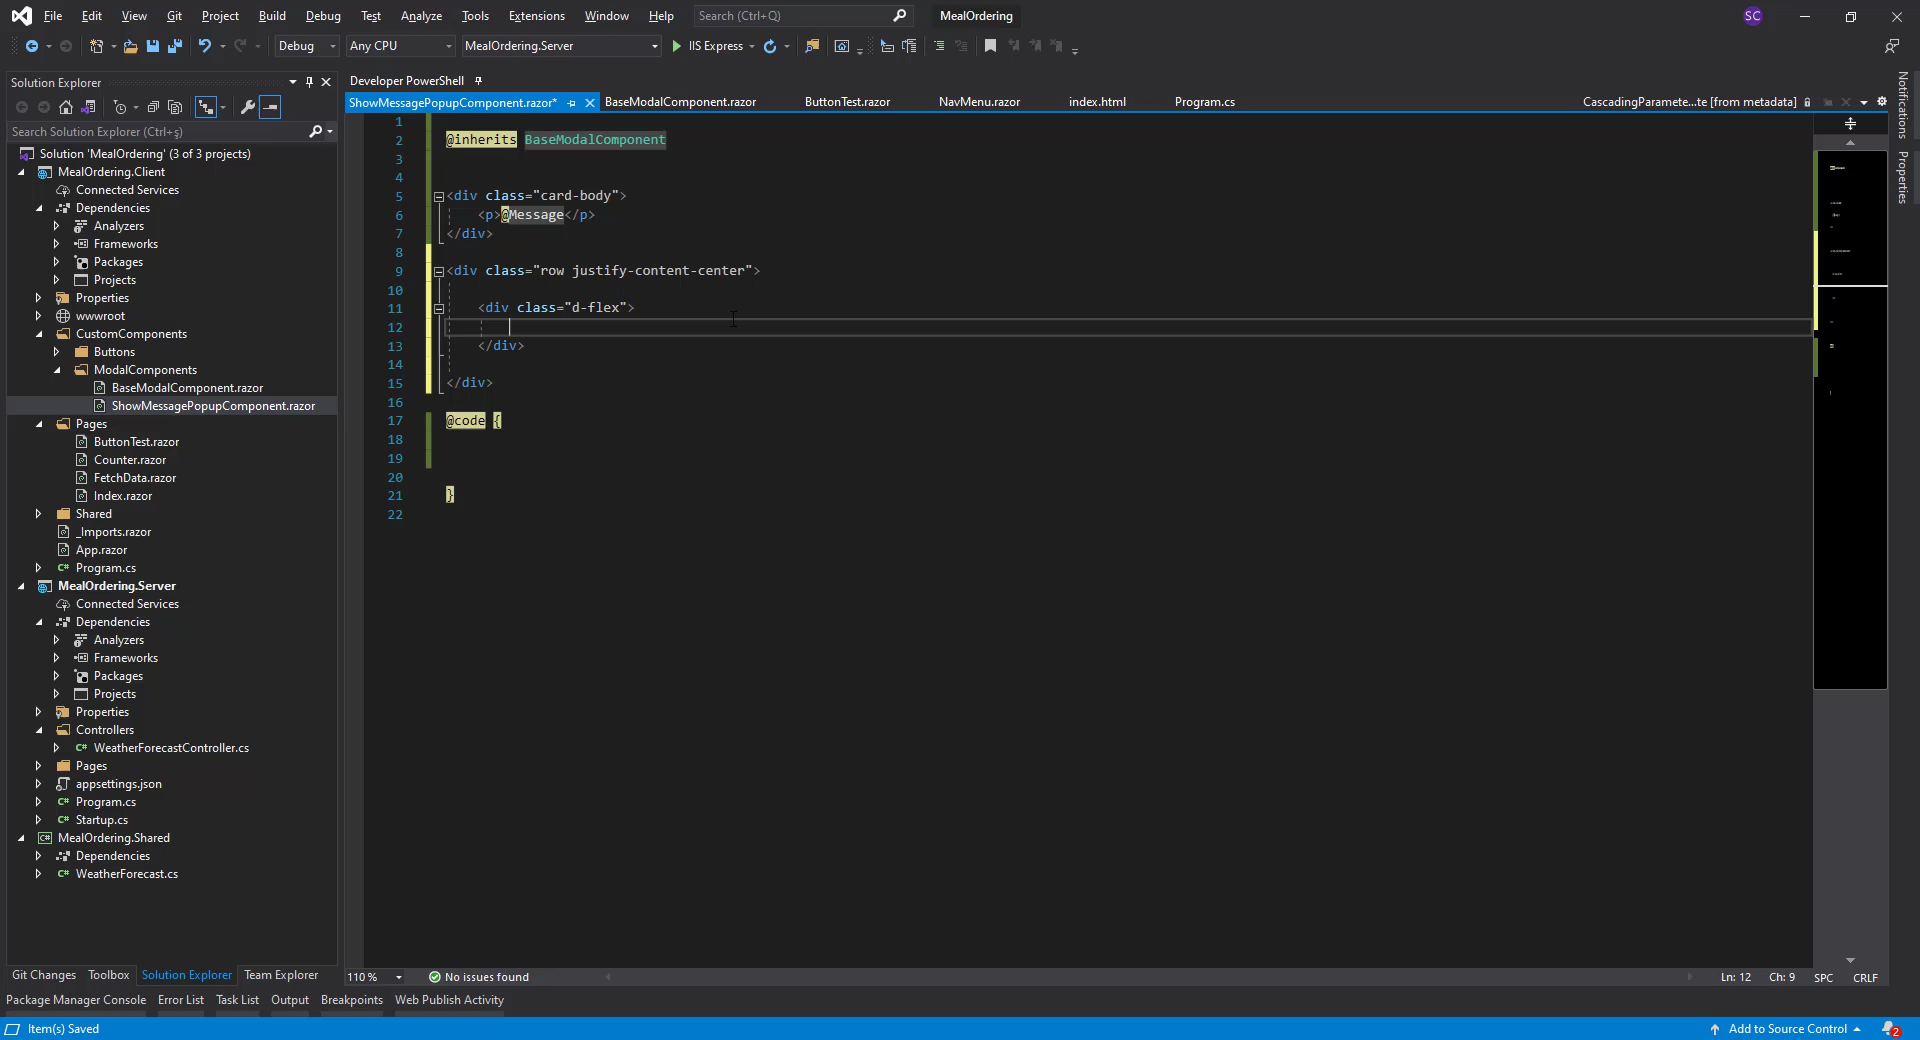 File Edit View Git Project Build Debug Test Analyze Tools Extensions Window Help Search (Ctrl+Q) MealOrdering SC
Debug Any CPU MealOrdering.Server IIS Express
Solution Explorer
Search Solution Explorer (Ctrl+ş)
Solution 'MealOrdering' (3 of 3 projects)
MealOrdering.Client
Connected Services
Dependencies
Analyzers
Frameworks
Packages
Projects
Properties
wwwroot
CustomComponents
Buttons
ModalComponents
BaseModalComponent.razor
ShowMessagePopupComponent.razor
Pages
ButtonTest.razor
Counter.razor
FetchData.razor
Index.razor
Shared
_Imports.razor
App.razor
Program.cs
MealOrdering.Server
Connected Services
Dependencies
Analyzers
Frameworks
Packages
Projects
Properties
Controllers
WeatherForecastController.cs
Pages
appsettings.json
Program.cs
Startup.cs
MealOrdering.Shared
Dependencies
WeatherForecast.cs
Git Changes Toolbox Solution Explorer Team Explorer
Developer PowerShell
ShowMessagePopupComponent.razor* BaseModalComponent.razor ButtonTest.razor NavMenu.razor index.html Program.cs CascadingParamete...te [from metadata]
1
2 @inherits BaseModalComponent
3
4
5 <div class="card-body">
6 <p>@Message</p>
7 </div>
8
9 <div class="row justify-content-center">
10
11 <div class="d-flex">
12
13 </div>
14
15 </div>
16
17 @code {
18
19
20
21 }
22
110 % No issues found Ln: 12 Ch: 9 SPC CRLF
Notifications
Properties
Package Manager Console Error List Task List Output Breakpoints Web Publish Activity
Item(s) Saved Add to Source Control 2